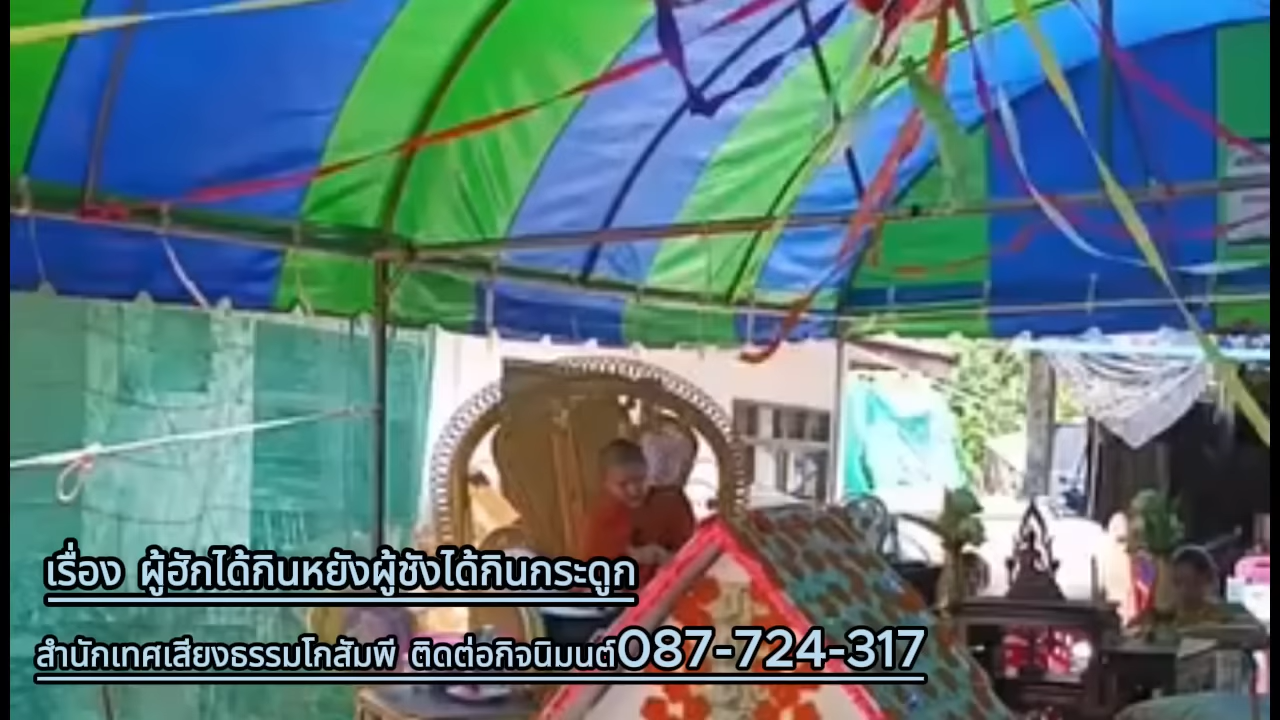 เรื่อง ผู้ฮักได้กินหยังผู้ชังได้กินกระดูก
สำนักเทศเสียงธรรมโกสัมพี ติดต่อกิจนิมนต์087-724-317